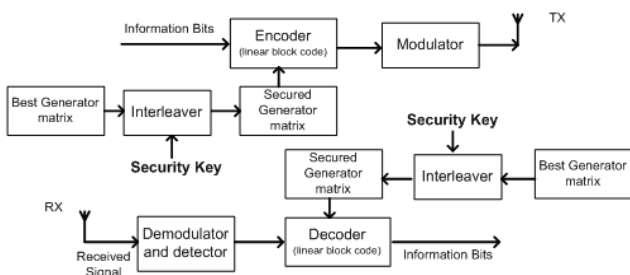 Information Bits
Encoder
(linear block code)
Modulator
TX
Best Generator
matrix
Interleaver
Secured
Generator
matrix
Security Key
Security Key
Secured
Generator
matrix
Interleaver
Best Generator
matrix
RX
Received
Signal
Demodulator
and detector
Decoder
(linear block code)
Information Bits